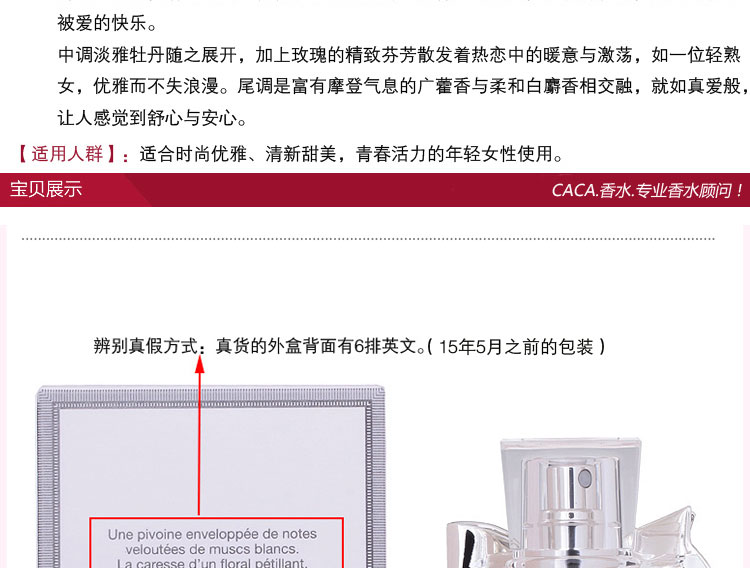 被爱的快乐。
中调淡雅牡丹随之展开，加上玫瑰的精致芬芳散发着热恋中的暖意与激荡，如一位轻熟
女，优雅而不失浪漫。尾调是富有摩登气息的广藿香与柔和白麝香相交融，就如真爱般，
让人感觉到舒心与安心。
【适用人群】：适合时尚优雅、清新甜美，青春活力的年轻女性使用。
宝贝展示
CACA.香水.专业香水顾问！
辨别真假方式：真货的外盒背面有6排英文。（15年5月之前的包装）
Une pivoine enveloppée de notes
veloutées de muscs blancs.
La caresse d'un floral pétillant,